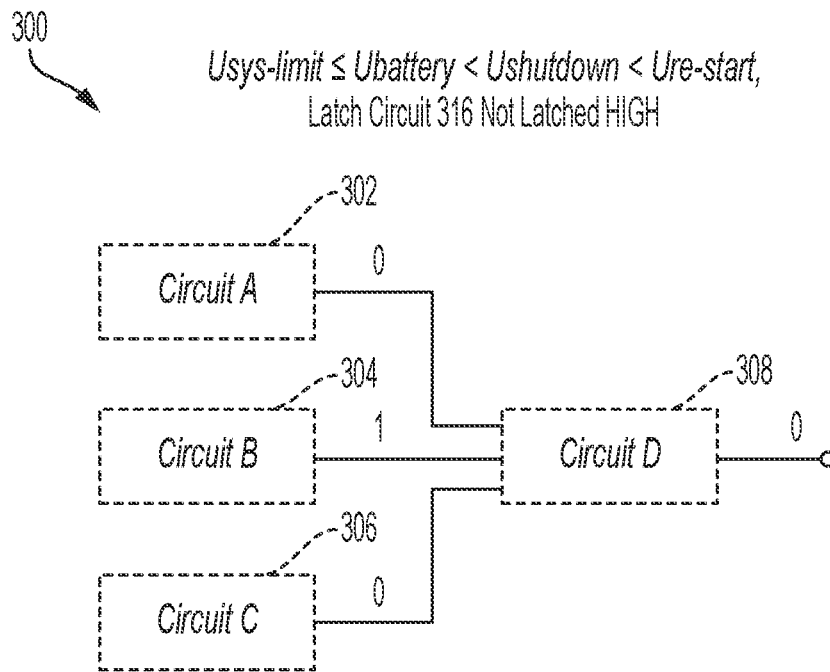 300
Usys-limit ≤ Ubattery < Ushutdown < Ure-start,
Latch Circuit 316 Not Latched HIGH
302
Circuit A
0
304
Circuit B
1
308
Circuit D
0
306
Circuit C
0